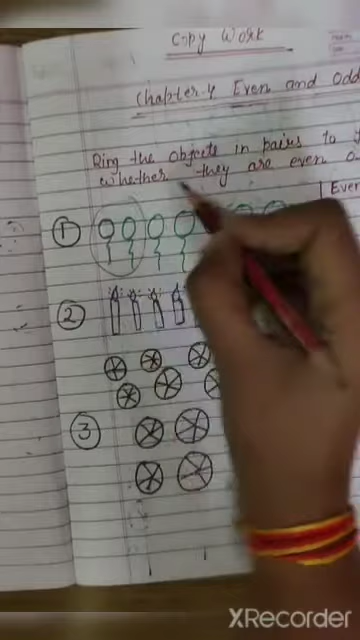 Copy Work
Chapter-4 Even and Odd
Ring the objects in pairs to
whether they are even
Even
1
2
3
XRecorder